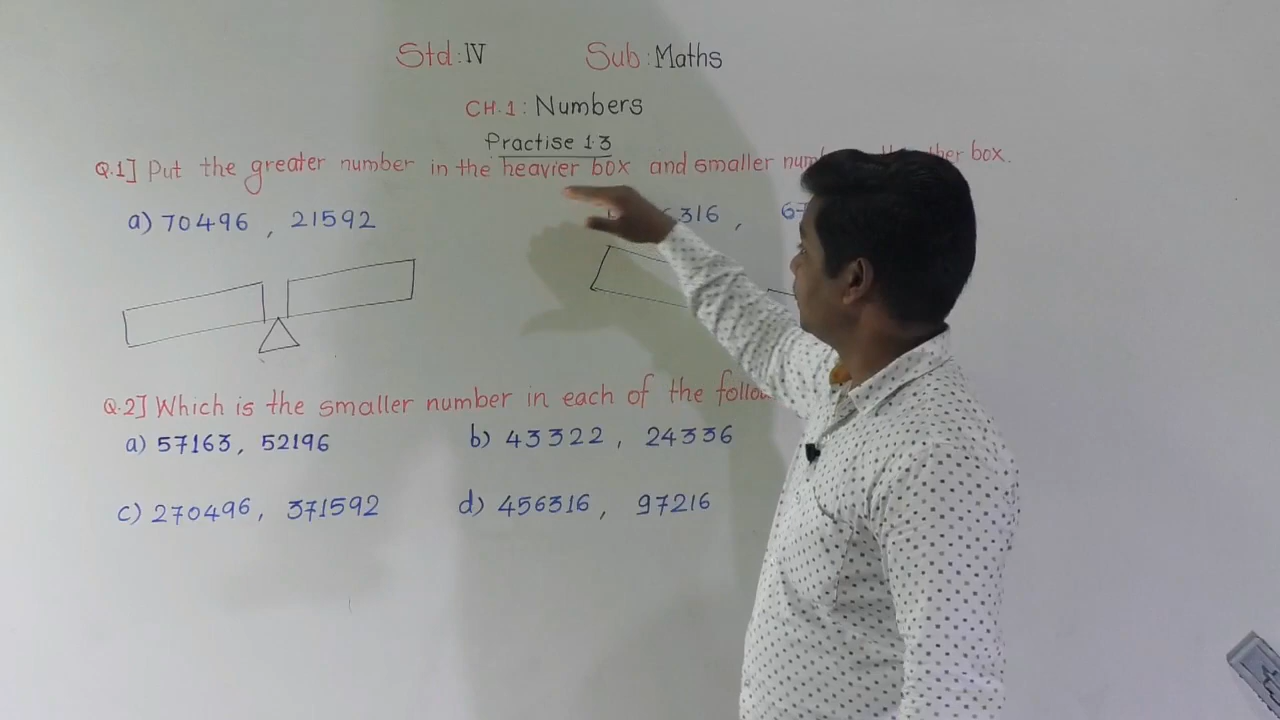 Std: IV Sub: Maths
CH.1: Numbers
Practise 1.3
Q.1] Put the greater number in the heavier box and smaller box.
a) 70496 , 21592 316 , 67
Q.2] Which is the smaller number in each of the
a) 57163, 52196 b) 43322, 24336
c) 270496, 371592 d) 456316, 97216